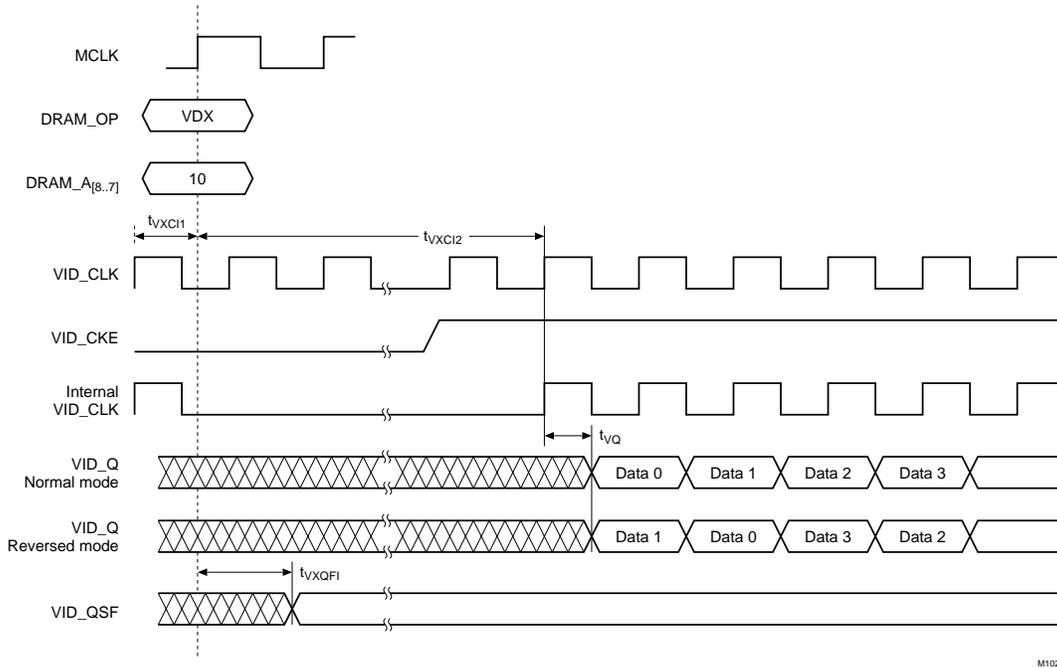 MCLK
DRAM_OP
VDX
DRAM_A[8..7]
10
tVXCI1
tVXCI2
VID_CLK
VID_CKE
Internal
VID_CLK
tVQ
VID_Q
Normal mode
Data 0
Data 1
Data 2
Data 3
VID_Q
Reversed mode
Data 1
Data 0
Data 3
Data 2
tVXQFI
VID_QSF
M102